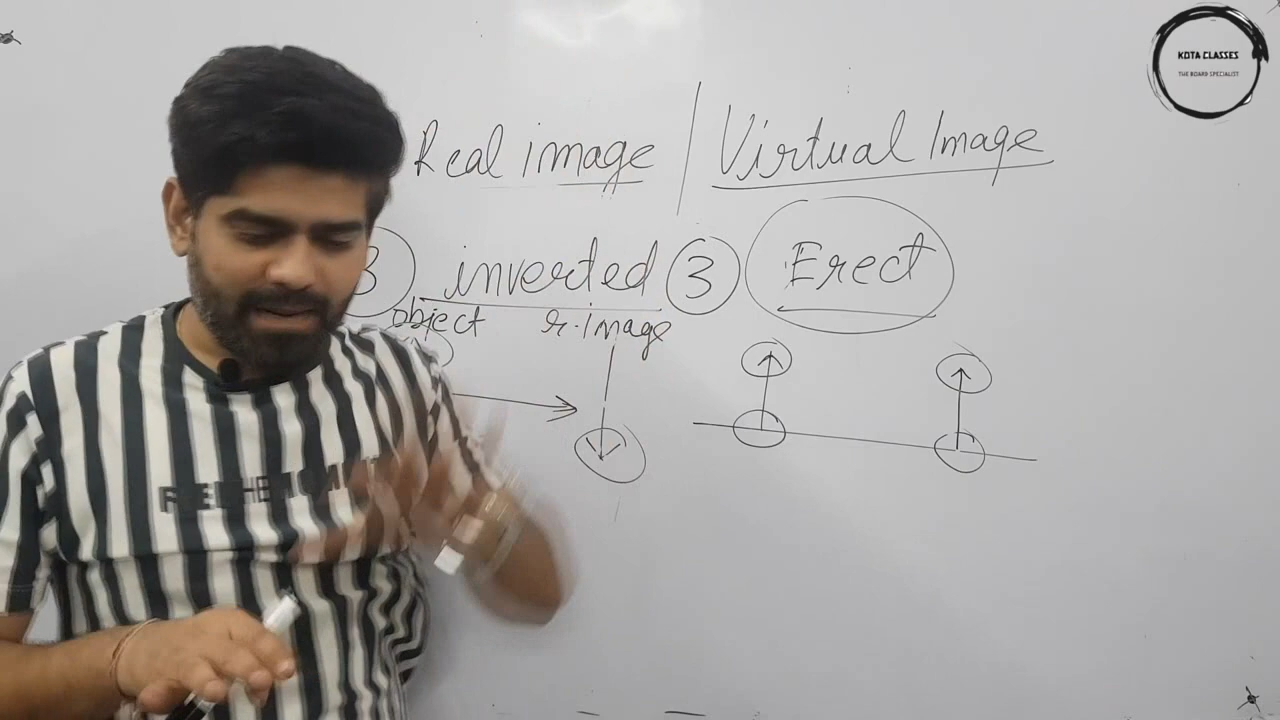 KOTA CLASSES
THE BOARD SPECIALIST
Real image | Virtual Image
3 inverted 3 Erect
object r.image